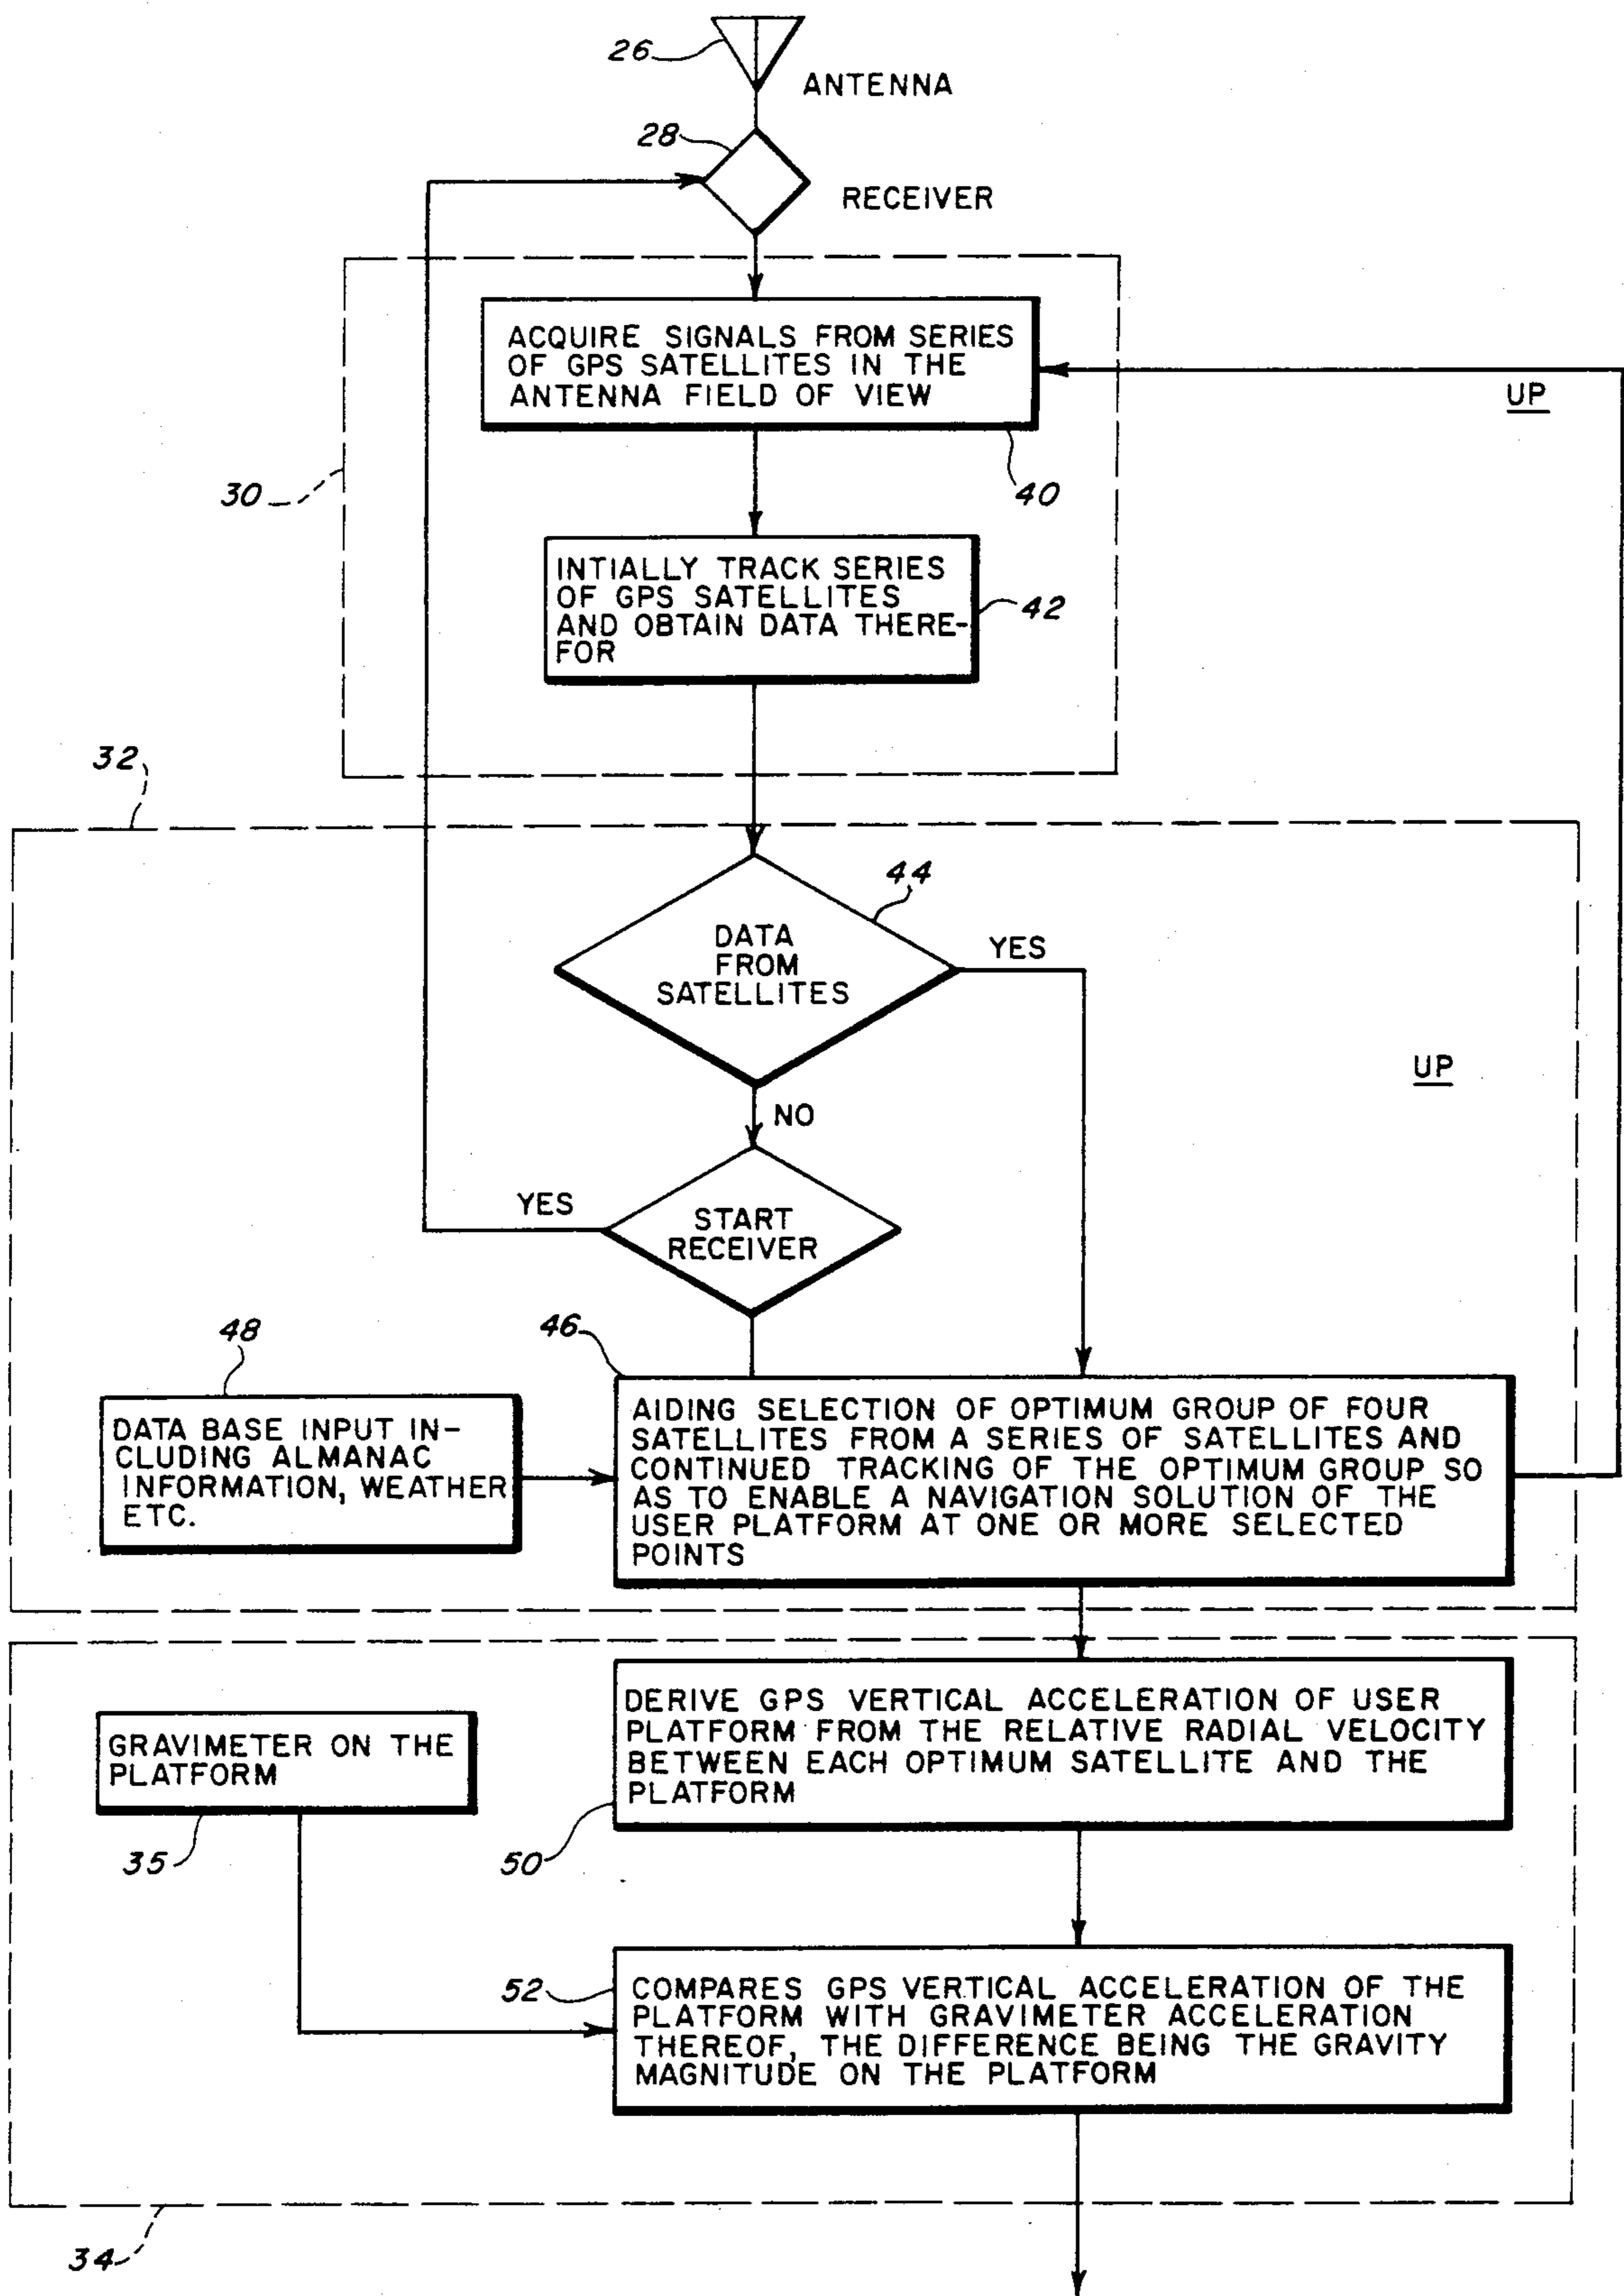 26
ANTENNA
28
RECEIVER
ACQUIRE SIGNALS FROM SERIES
OF GPS SATELLITES IN THE
ANTENNA FIELD OF VIEW
UP
30
40
INTIALLY TRACK SERIES
OF GPS SATELLITES
AND OBTAIN DATA THERE-
FOR
42
32
44
DATA
FROM
SATELLITES
YES
UP
NO
YES
START
RECEIVER
48
46
DATA BASE INPUT IN-
CLUDING ALMANAC
INFORMATION, WEATHER
ETC.
AIDING SELECTION OF OPTIMUM GROUP OF FOUR
SATELLITES FROM A SERIES OF SATELLITES AND
CONTINUED TRACKING OF THE OPTIMUM GROUP SO
AS TO ENABLE A NAVIGATION SOLUTION OF THE
USER PLATFORM AT ONE OR MORE SELECTED
POINTS
GRAVIMETER ON THE
PLATFORM
35
DERIVE GPS VERTICAL ACCELERATION OF USER
PLATFORM FROM THE RELATIVE RADIAL VELOCITY
BETWEEN EACH OPTIMUM SATELLITE AND THE
PLATFORM
50
52
COMPARES GPS VERTICAL ACCELERATION OF THE
PLATFORM WITH GRAVIMETER ACCELERATION
THEREOF, THE DIFFERENCE BEING THE GRAVITY
MAGNITUDE ON THE PLATFORM
34